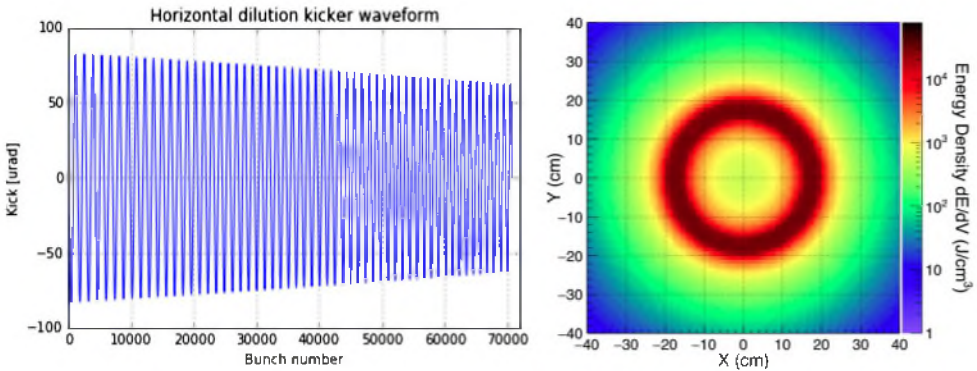 Horizontal dilution kicker waveform
Kick [urad]
100
50
0
−50
−100
0 10000 20000 30000 40000 50000 60000 70000
Bunch number
Y (cm)
40
30
20
10
0
−10
−20
−30
−40
−40 −30 −20 −10 0 10 20 30 40
X (cm)
10⁴
10³
10²
10
1
Energy Density dE/dV (J/cm³)